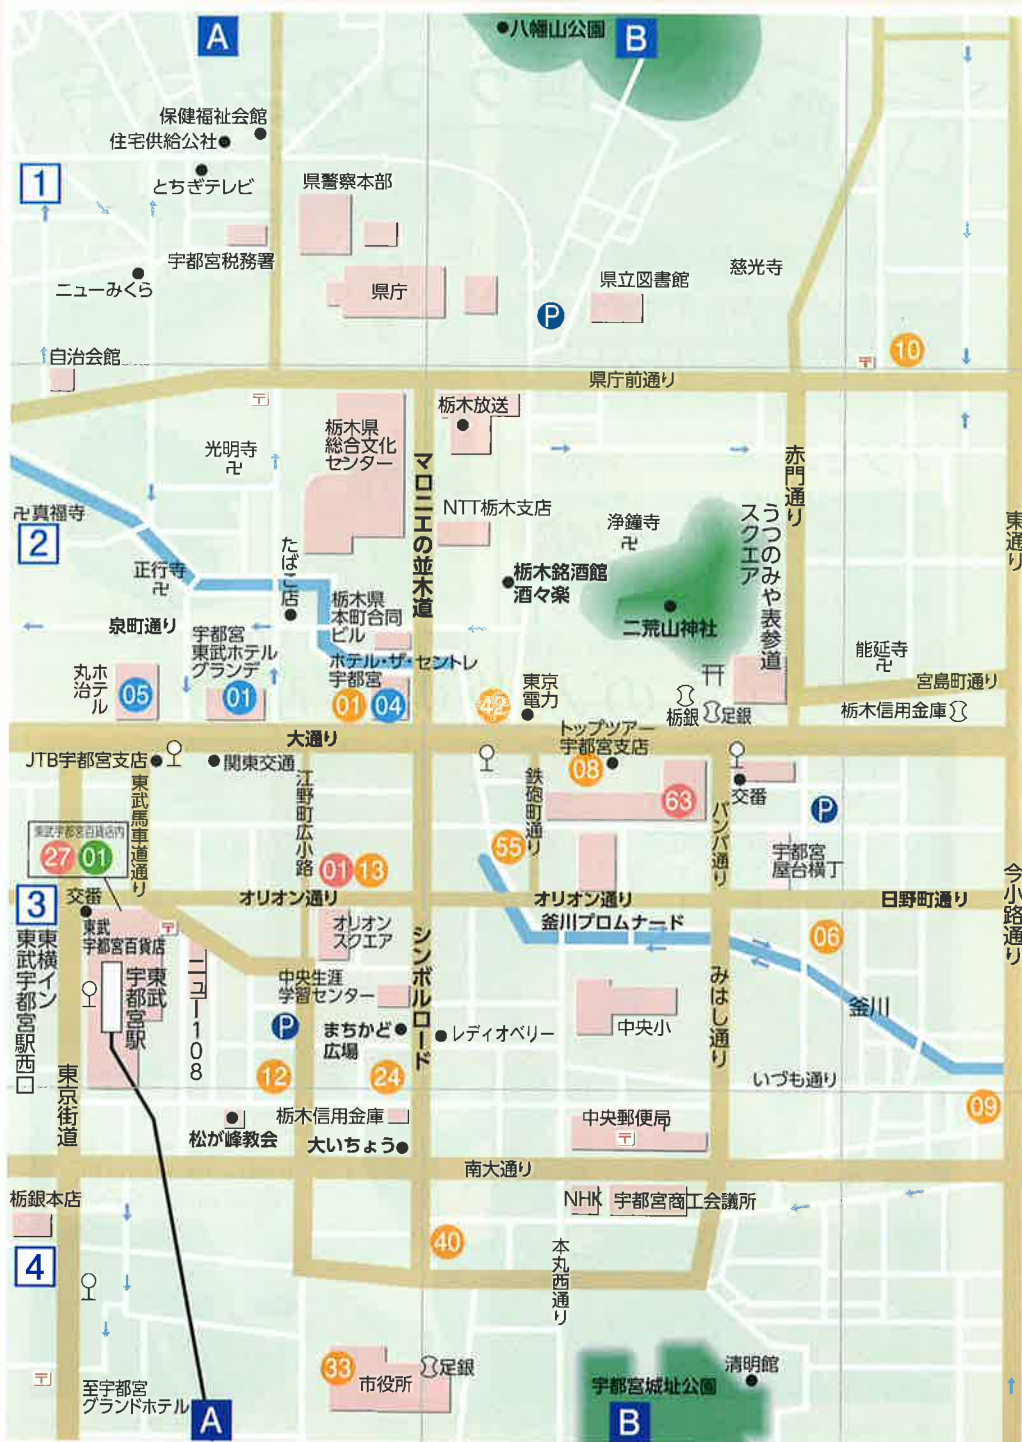 A
八幡山公園
B
保健福祉会館
住宅供給公社
とちぎテレビ
1
県警察本部
宇都宮税務署
ニューみくら
県庁
P
県立図書館
慈光寺
10
自治会館
県庁前通り
栃木放送
栃木県
総合文化
センター
光明寺
卍
マロニエの並木道
赤門通り
NTT栃木支店
うつのみや表参道
スクエア
浄鐘寺
卍
卍真福寺
東通り
2
たばこ店
正行寺
卍
栃木銘酒館
酒々楽
栃木県
本町合同
ビル
泉町通り
宇都宮
東武ホテル
グランデ
二荒山神社
能延寺
卍
ホテル・ザ・セントレ
宇都宮
ホテル
丸治
05
01
01
04
42
東京
電力
宮島町通り
栃銀
足銀
栃木信用金庫
大通り
トップツアー
宇都宮支店
JTB宇都宮支店
関東交通
08
63
交番
P
東武馬車道通り
江野町広小路
鉄砲町通り
バンバ通り
東武宇都宮百貨店内
27
01
01
13
55
宇都宮
屋台横丁
今小路通り
3
交番
オリオン通り
オリオン通り
日野町通り
東武
宇都宮百貨店
オリオン
スクエア
釜川プロムナード
06
シンボルロード
東横イン
東武宇都宮駅西口
東武
宇都宮駅
ニュー108
中央生涯
学習センター
みはし通り
釜川
P
まちかど
広場
レディオベリー
中央小
12
24
いづも通り
東京街道
09
松が峰教会
栃木信用金庫
大いちょう
中央郵便局
南大通り
栃銀本店
NHK
宇都宮商工会議所
4
40
本丸西通り
33
市役所
足銀
宇都宮城址公園
清明館
至宇都宮
グランドホテル
A
B